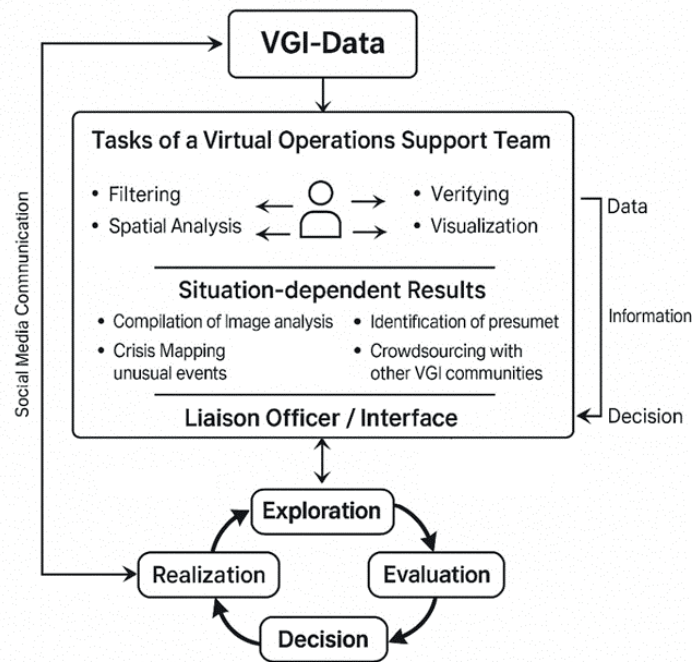 VGI-Data
Tasks of a Virtual Operations Support Team
• Filtering
• Verifying
• Spatial Analysis
• Visualization
Situation-dependent Results
• Compilation of Image analysis
• Identification of presumet
• Crisis Mapping
unusual events
• Crowdsourcing with
other VGI communities
Liaison Officer / Interface
Data
Information
Decision
Social Media Connnunication
Exploration
Realization
Evaluation
Decision